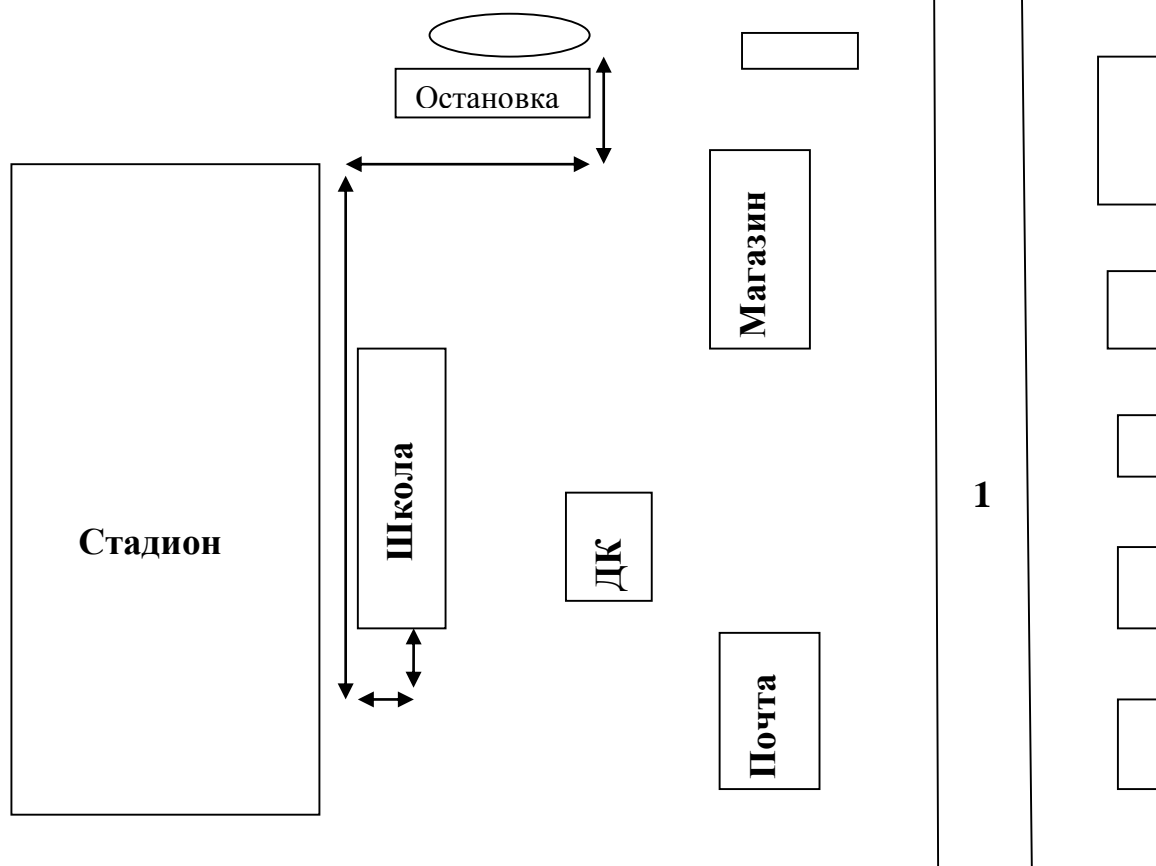 Остановка
Магазин
Школа
1
Стадион
ДК
Почта